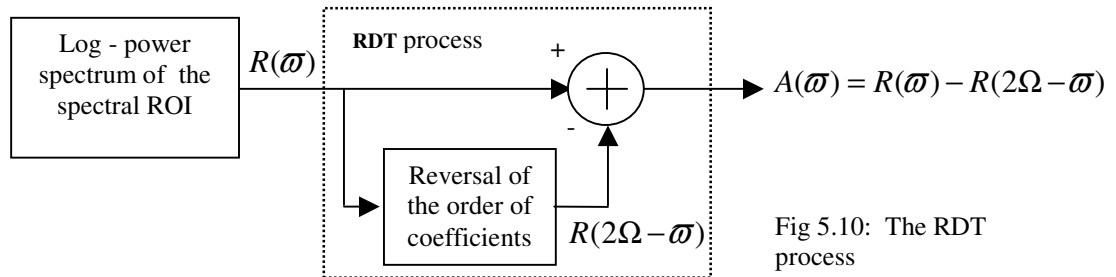 Log - power
spectrum of the
spectral ROI
R(ϖ)
RDT process
+
-
Reversal of
the order of
coefficients
R(2Ω−ϖ)
A(ϖ) = R(ϖ) − R(2Ω−ϖ)
Fig 5.10: The RDT
process